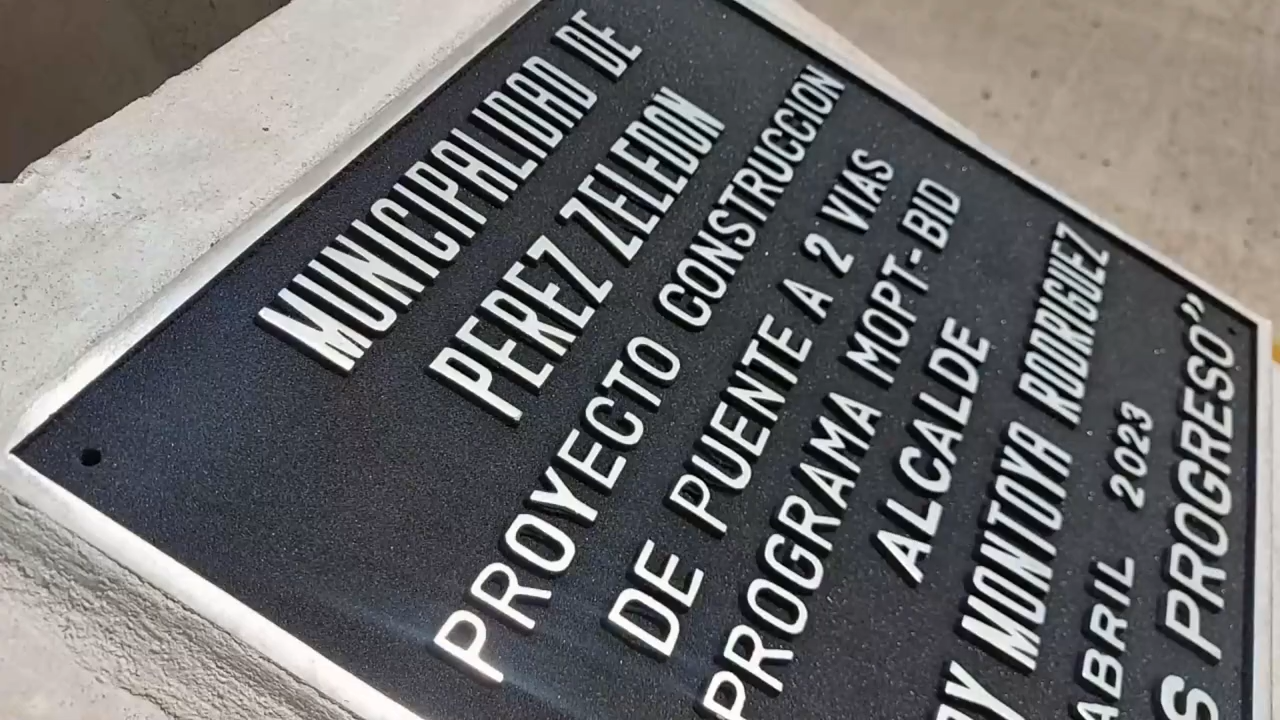 MUNICIPALIDAD DE
PEREZ ZELEDON
PROYECTO CONSTRUCCION
DE PUENTE A 2 VIAS
PROGRAMA MOPT-BID
ALCALDE
MONTOYA RODRIGUEZ
ABRIL 2023
PROGRESO”